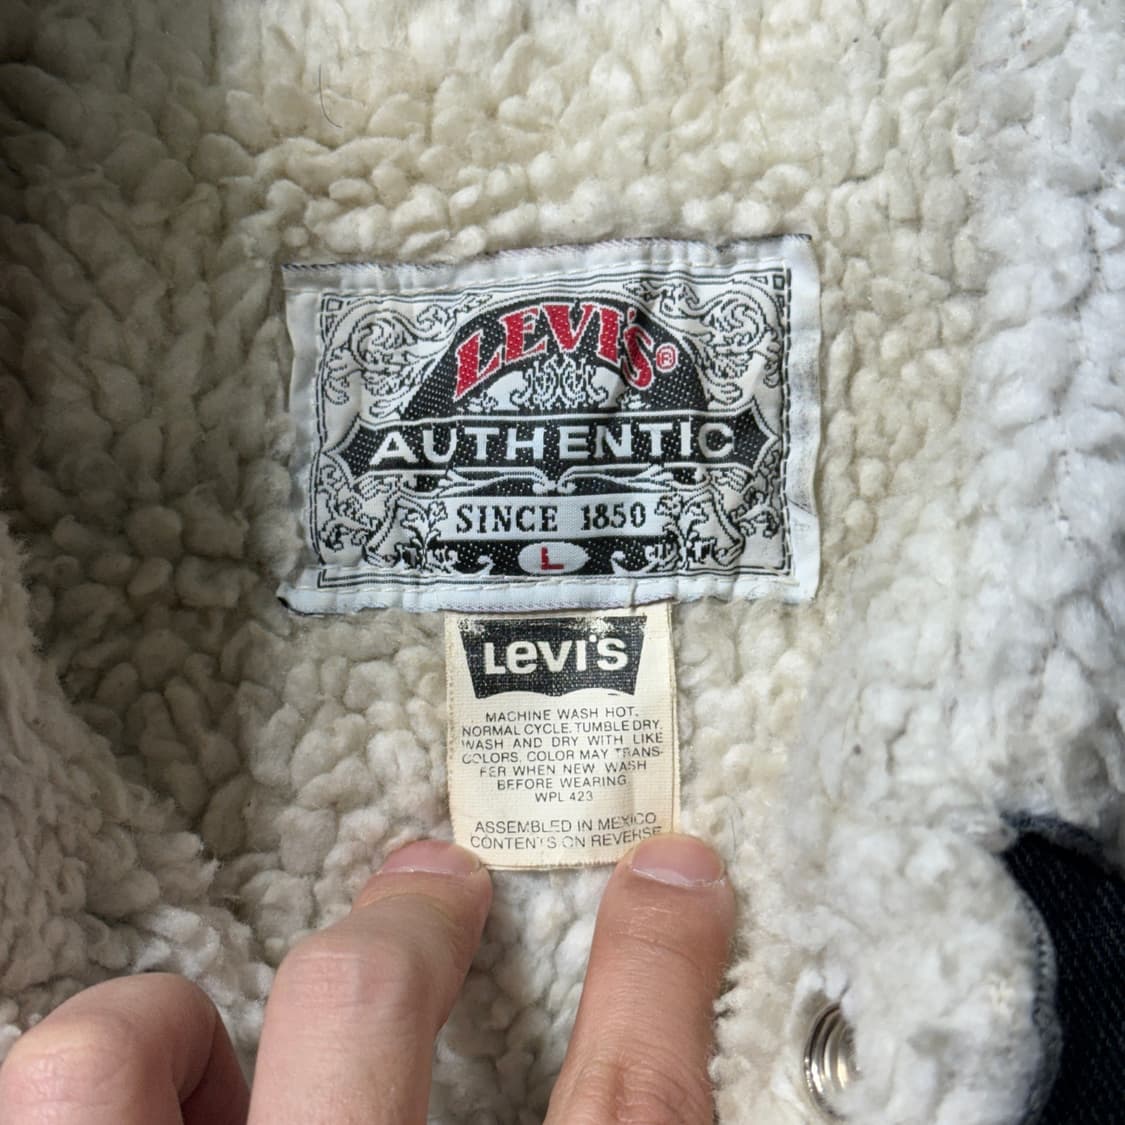 LEVI'S®
AUTHENTIC
SINCE 1850
L
Levi's
MACHINE WASH HOT,
NORMAL CYCLE. TUMBLE DRY.
WASH AND DRY WITH LIKE
COLORS. COLOR MAY TRANS-
FER WHEN NEW WASH
BEFORE WEARING.
WPL 423
ASSEMBLED IN MEXICO
CONTENTS ON REVERSE